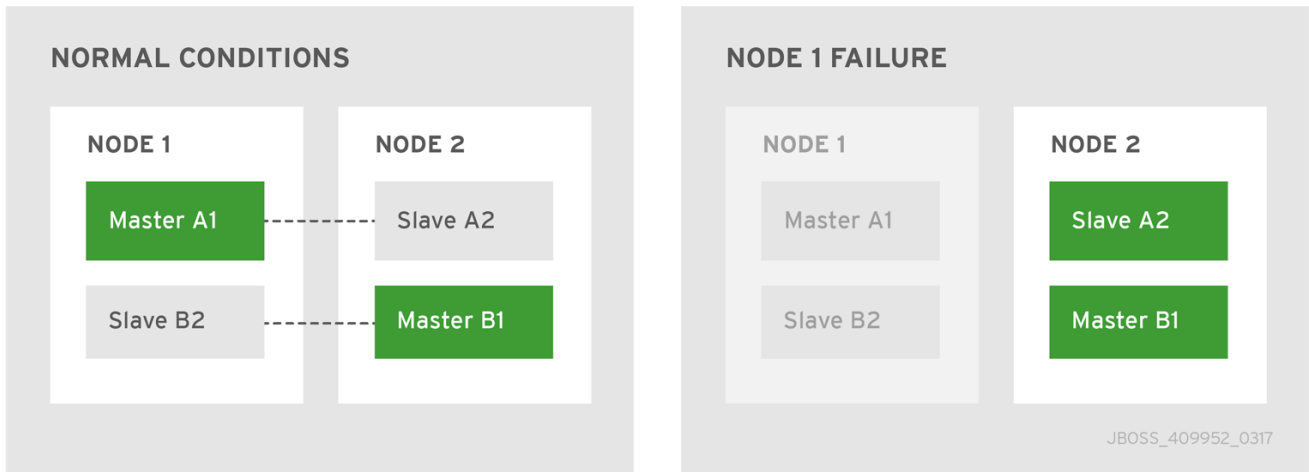 NORMAL CONDITIONS
NODE 1
Master A1
Slave B2
NODE 2
Slave A2
Master B1
NODE 1 FAILURE
NODE 1
Master A1
Slave B2
NODE 2
Slave A2
Master B1
JBOSS_409952_0317